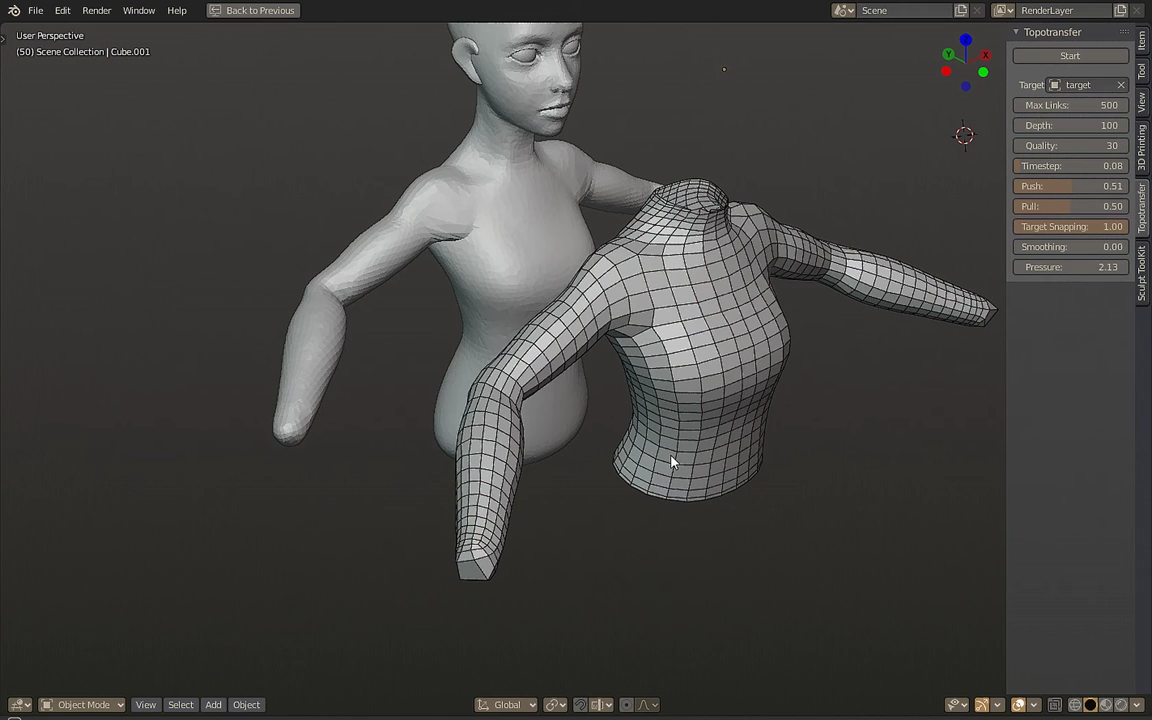 File Edit Render Window Help Back to Previous Scene RenderLayer
User Perspective
(50) Scene Collection | Cube.001
Topotransfer
Start
Target target
Max Links: 500
Depth: 100
Quality: 30
Timestep: 0.08
Push: 0.51
Pull: 0.50
Target Snapping: 1.00
Smoothing: 0.00
Pressure: 2.13
Item
Tool
View
3D Printing
Topotransfer
Sculpt ToolKit
Z
Y
X
Object Mode View Select Add Object Global